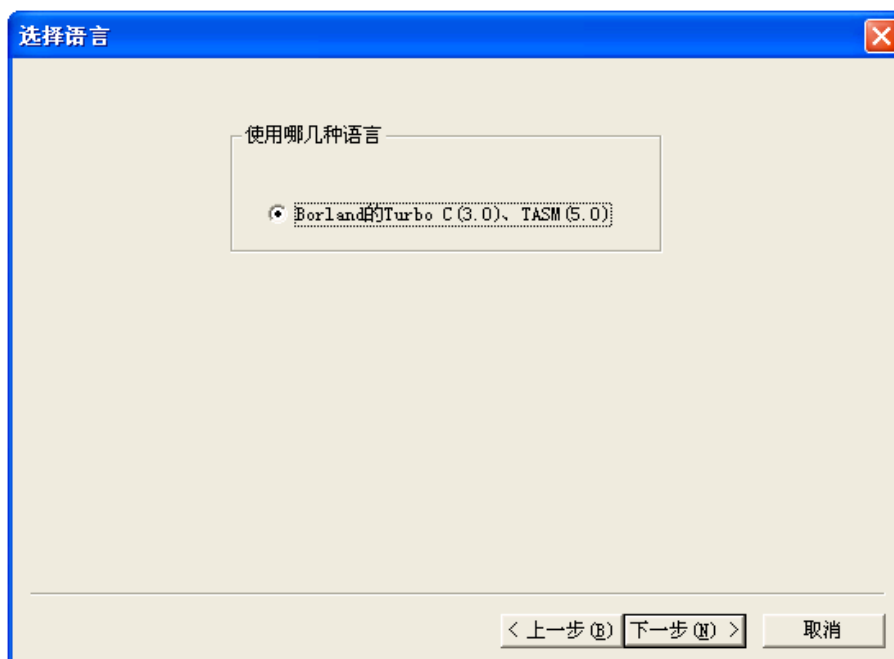 选择语言
使用哪几种语言
Borland的Turbo C(3.0)、TASM(5.0)
< 上一步(B) 下一步(N) > 取消